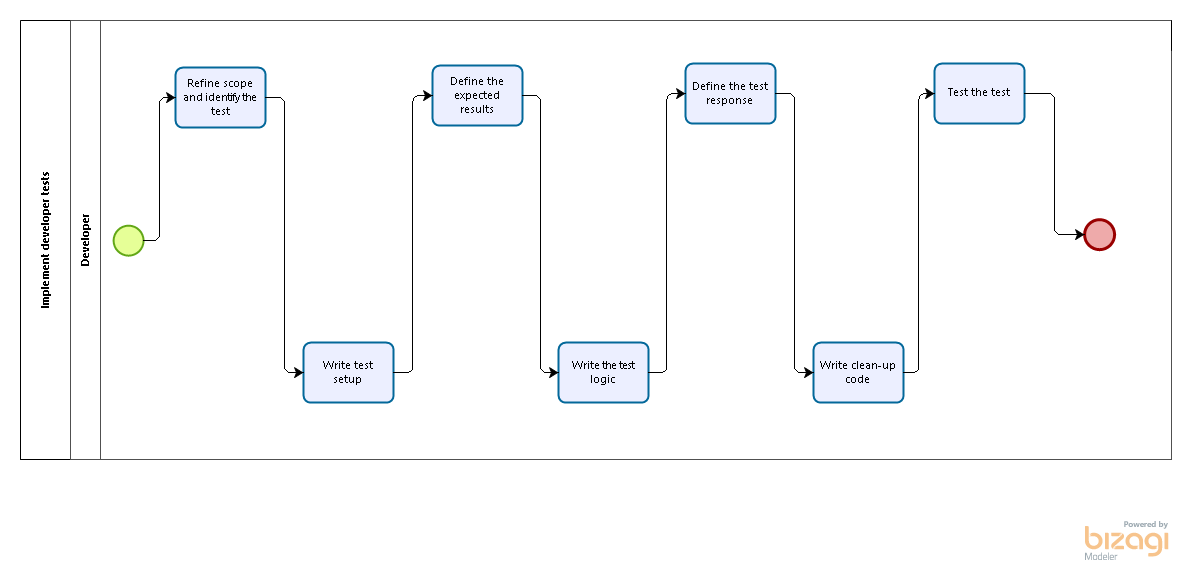 Implement developer tests
Developer
Refine scope
and identify the
test
Write test
setup
Define the
expected
results
Write the test
logic
Define the test
response
Write clean-up
code
Test the test
Powered by
bizagi
Modeler